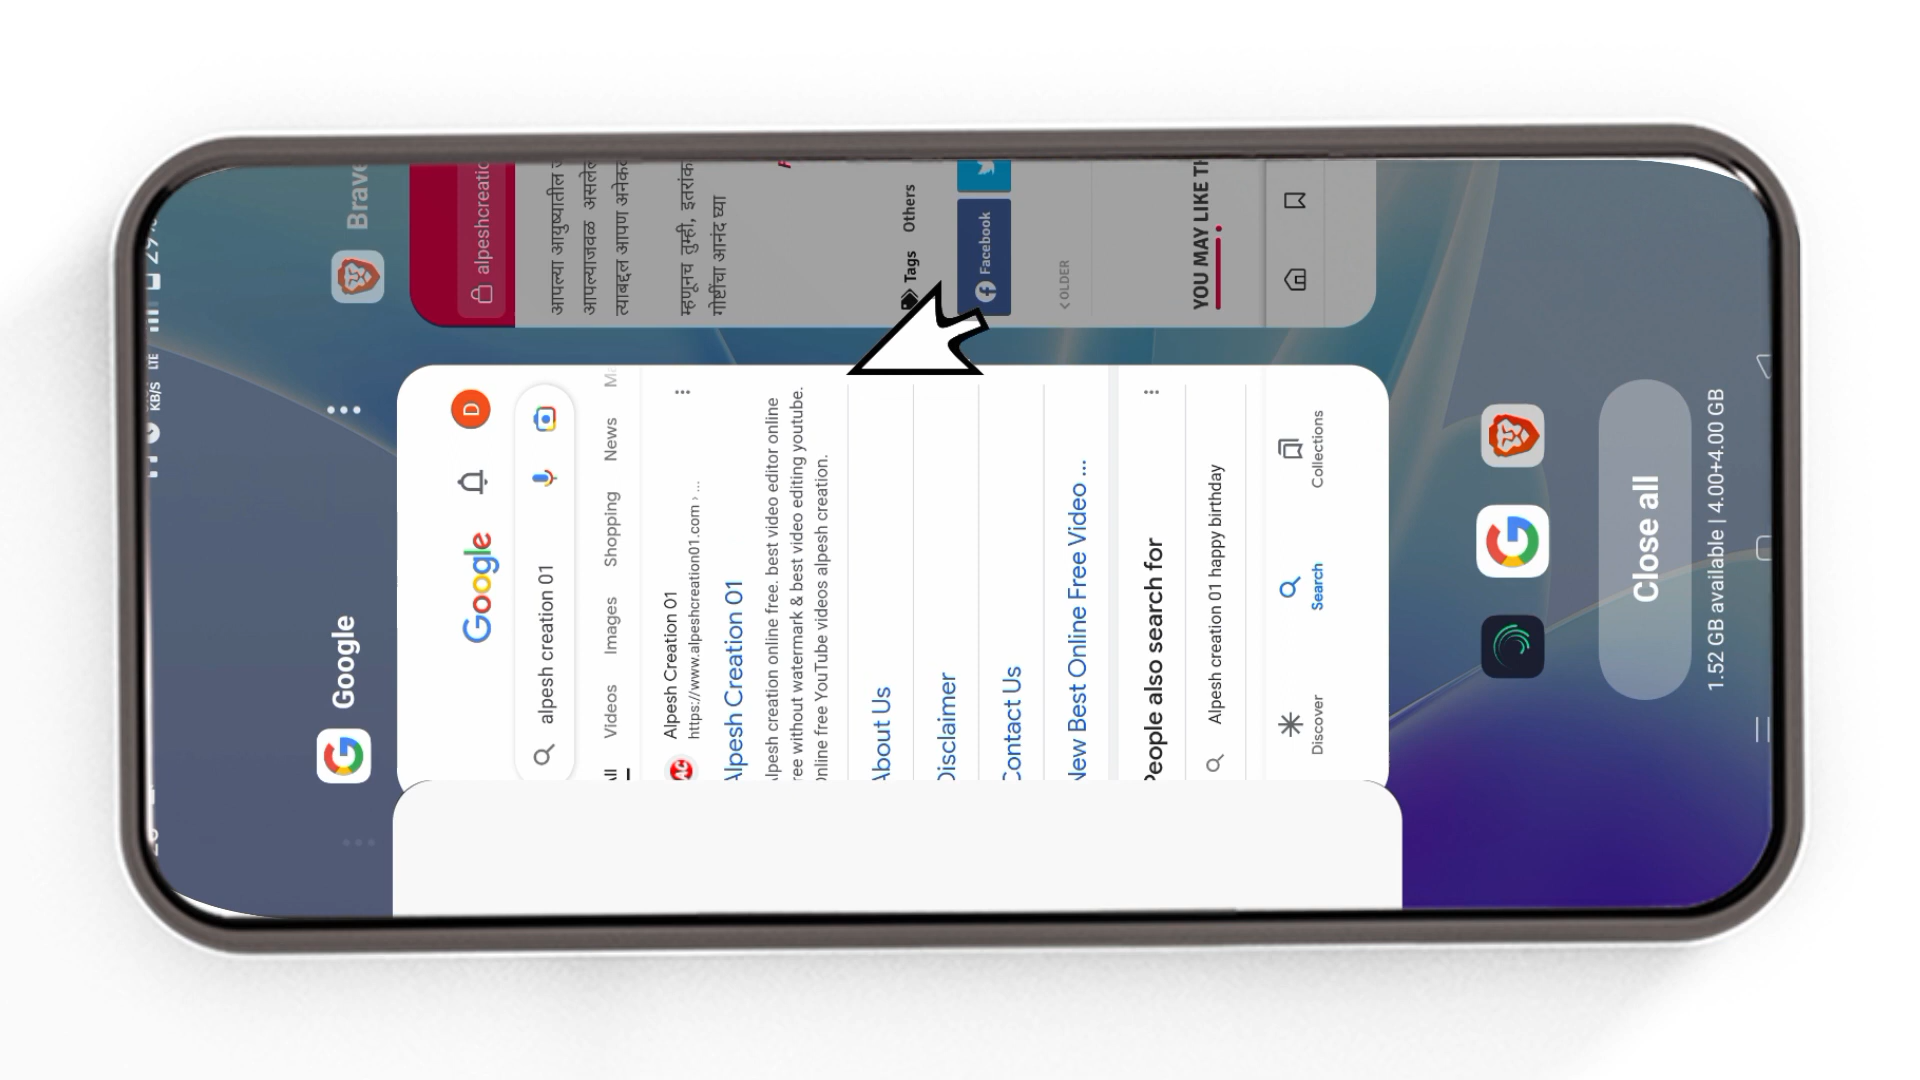 29%
KB/S
LTE
Google
Brave
Google
alpesh creation 01
Videos Images Shopping News
Alpesh Creation 01
https://www.alpeshcreation01.com › ...
Alpesh Creation 01
Alpesh creation online free. best video editor online
free without watermark & best video editing youtube.
Online free YouTube videos alpesh creation.
About Us
Disclaimer
Contact Us
New Best Online Free Video ...
People also search for
Alpesh creation 01 happy birthday
Discover Search Collections
alpeshcreatio
आपल्या आयुष्यातील
आपल्याजवळ असलेल
त्याबद्दल आपण अनेक
म्हणूनच तुम्ही, इतरांक
गोष्टींचा आनंद घ्या
Tags Others
Facebook
< OLDER
YOU MAY LIKE TH
Close all
1.52 GB available | 4.00+4.00 GB